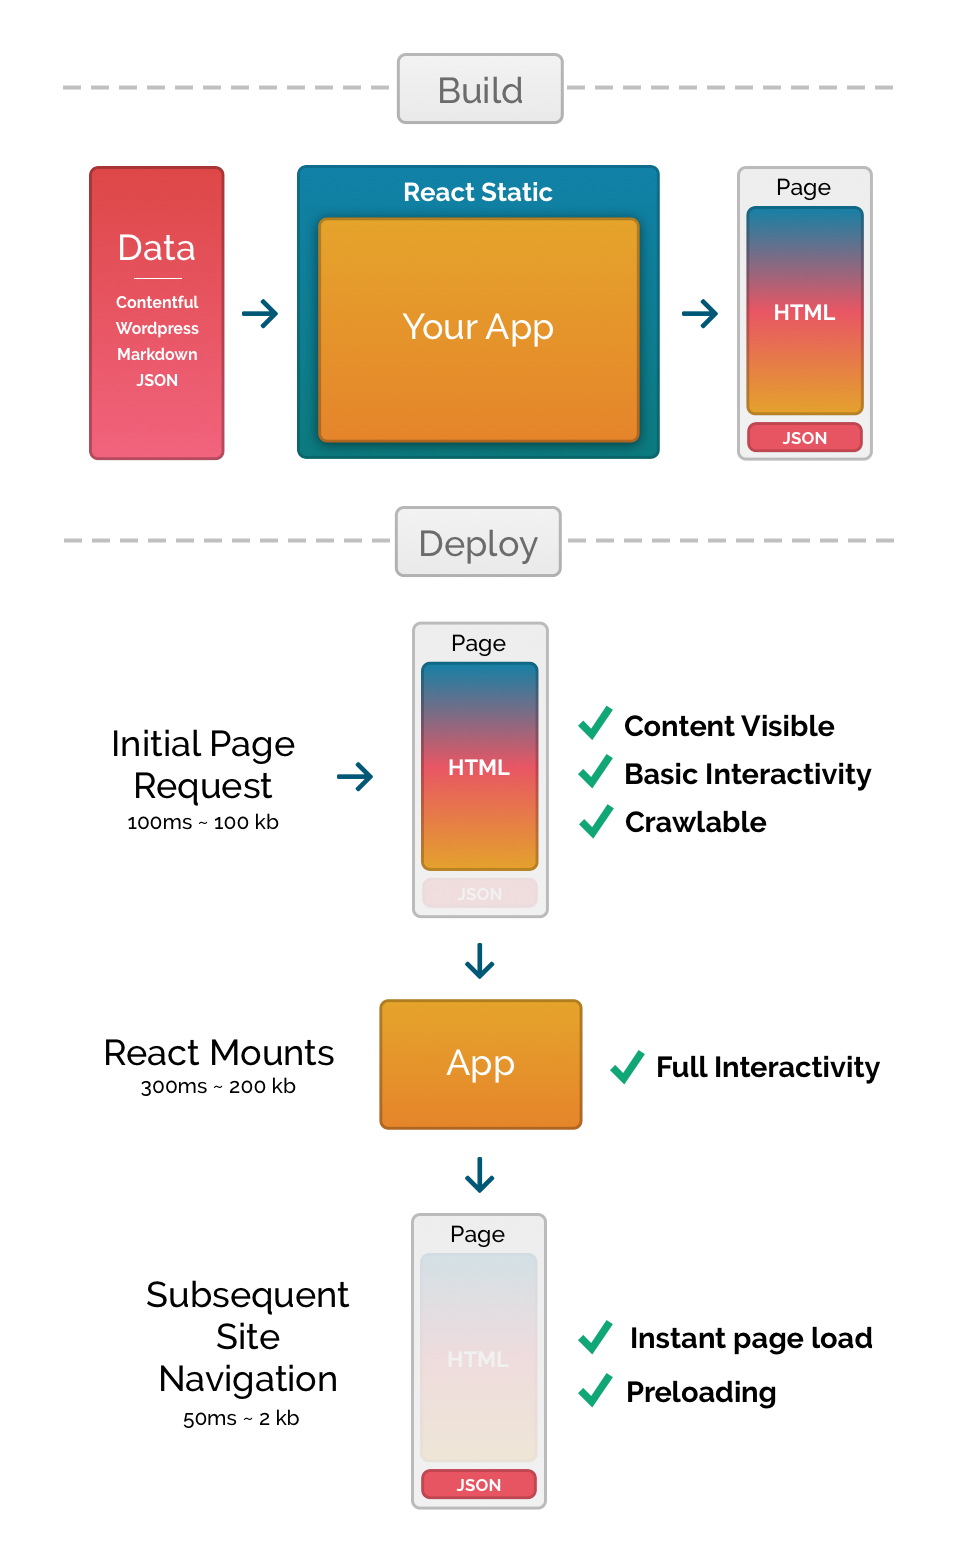 Build
Data
Contentful
Wordpress
Markdown
JSON
React Static
Your App
Page
HTML
JSON
Deploy
Initial Page
Request
100ms ~ 100 kb
Page
HTML
JSON
Content Visible
Basic Interactivity
Crawlable
React Mounts
300ms ~ 200 kb
App
Full Interactivity
Subsequent
Site
Navigation
50ms ~ 2 kb
Page
HTML
JSON
Instant page load
Preloading